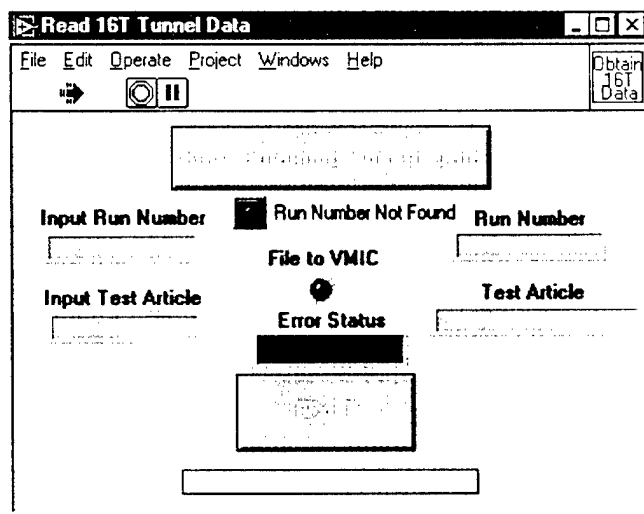 Read 16T Tunnel Data
File Edit Operate Project Windows Help
Obtain
16T
Data
Input Run Number
Run Number Not Found
Run Number
File to VMIC
Input Test Article
Test Article
Error Status